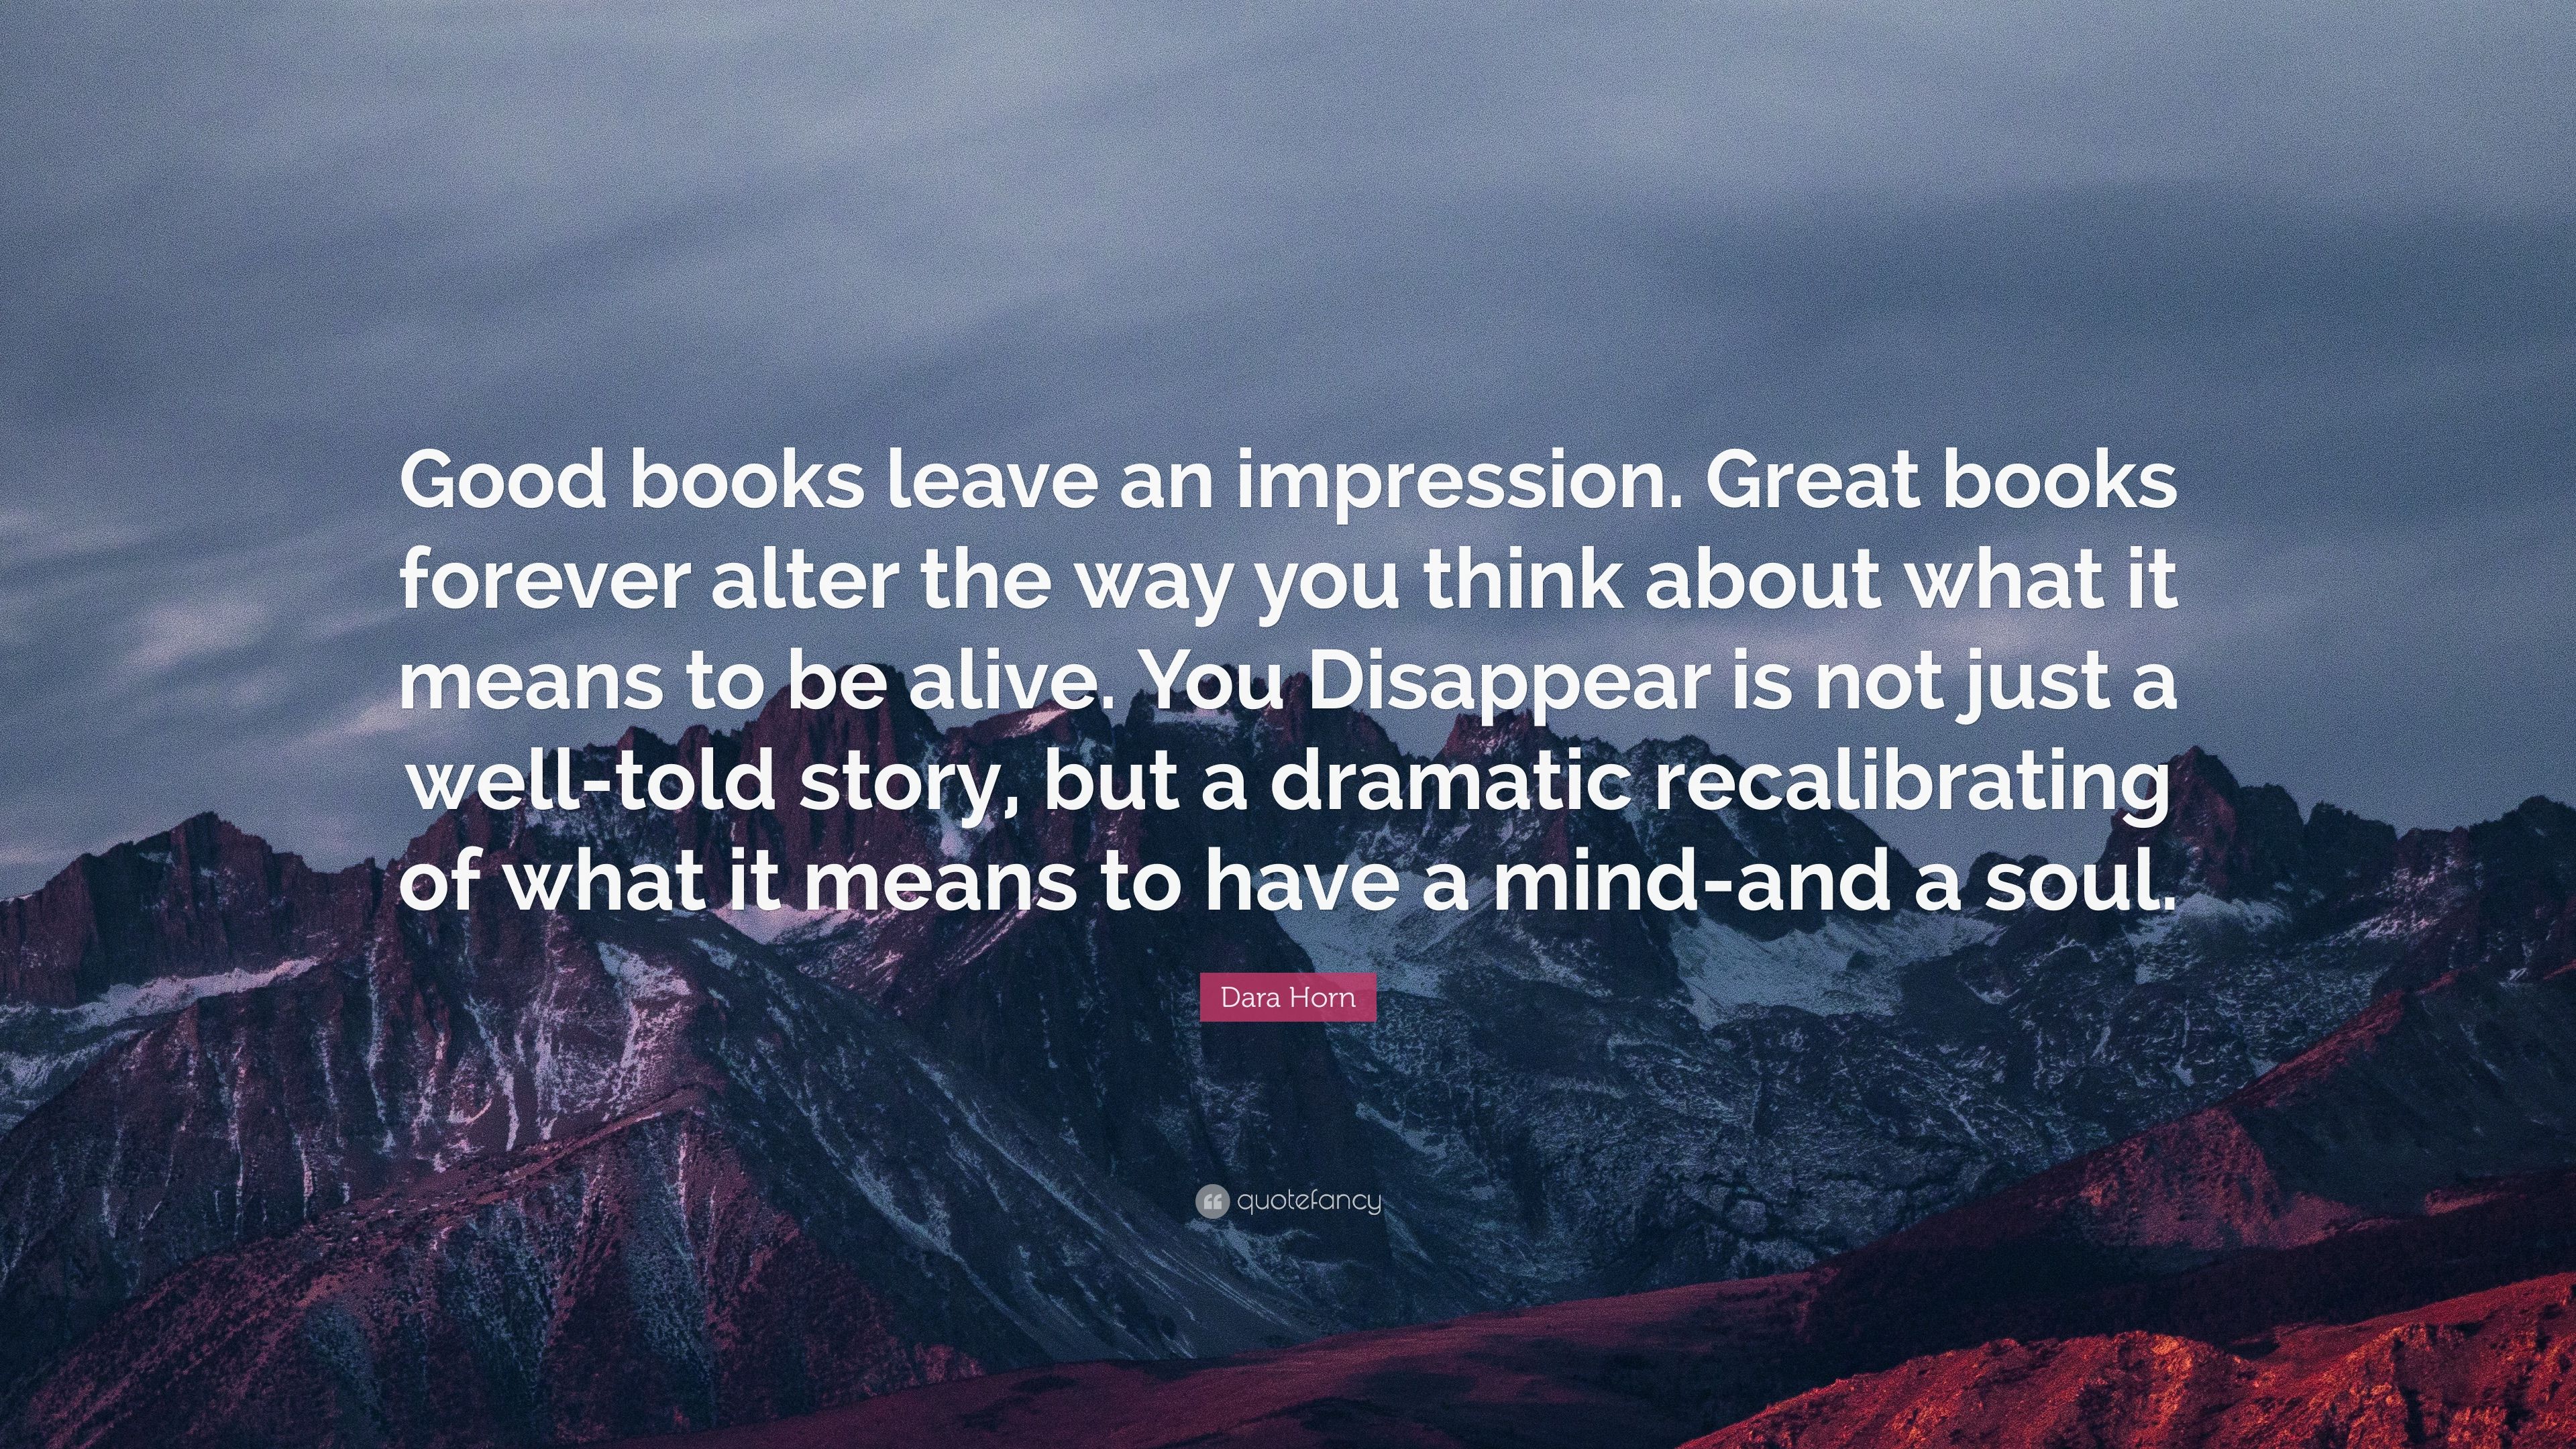 Good books leave an impression. Great books
forever alter the way you think about what it
means to be alive. You Disappear is not just a
well-told story, but a dramatic recalibrating
of what it means to have a mind-and a soul.
Dara Horn
quotefancy